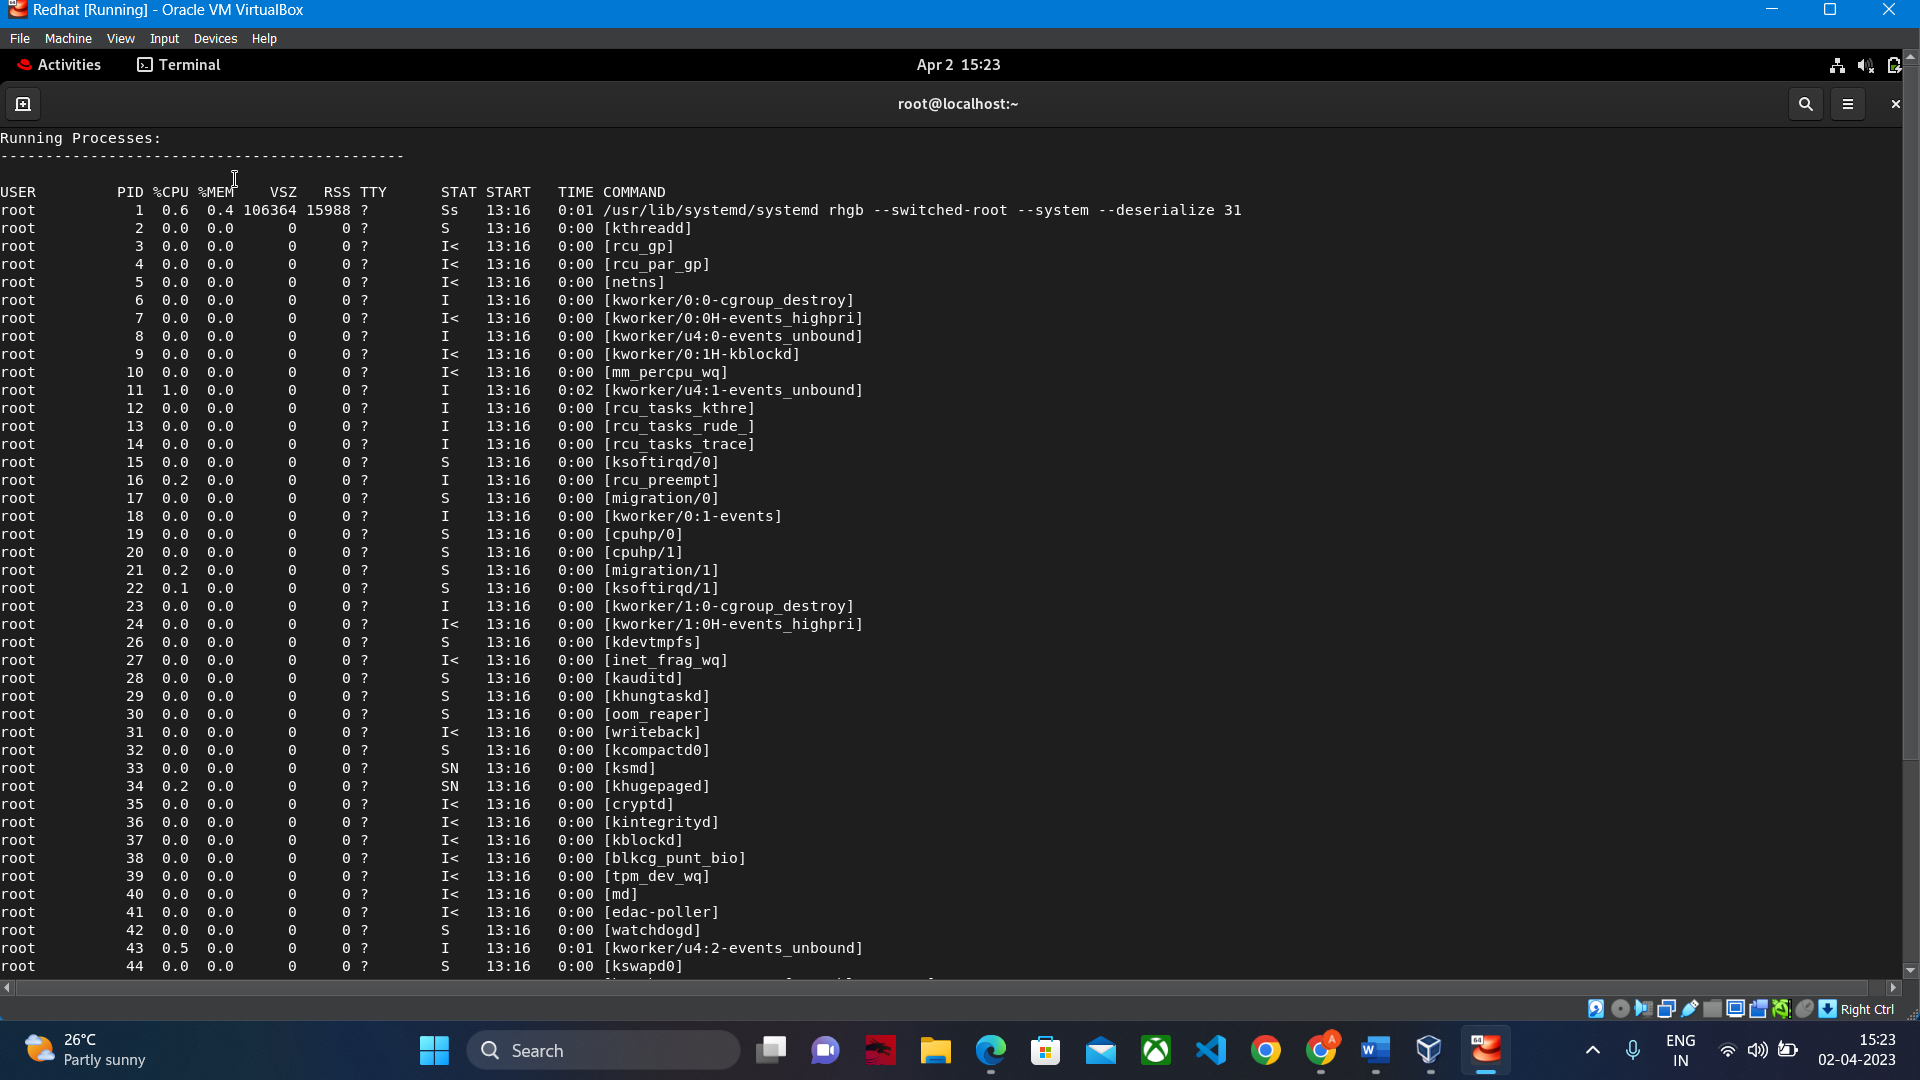 Redhat [Running] - Oracle VM VirtualBox
File Machine View Input Devices Help
Activities Terminal Apr 2 15:23
root@localhost:~
Running Processes:
---------------------------------------------
USER PID %CPU %MEM VSZ RSS TTY STAT START TIME COMMAND
root 1 0.6 0.4 106364 15988 ? Ss 13:16 0:01 /usr/lib/systemd/systemd rhgb --switched-root --system --deserialize 31
root 2 0.0 0.0 0 0 ? S 13:16 0:00 [kthreadd]
root 3 0.0 0.0 0 0 ? I< 13:16 0:00 [rcu_gp]
root 4 0.0 0.0 0 0 ? I< 13:16 0:00 [rcu_par_gp]
root 5 0.0 0.0 0 0 ? I< 13:16 0:00 [netns]
root 6 0.0 0.0 0 0 ? I 13:16 0:00 [kworker/0:0-cgroup_destroy]
root 7 0.0 0.0 0 0 ? I< 13:16 0:00 [kworker/0:0H-events_highpri]
root 8 0.0 0.0 0 0 ? I 13:16 0:00 [kworker/u4:0-events_unbound]
root 9 0.0 0.0 0 0 ? I< 13:16 0:00 [kworker/0:1H-kblockd]
root 10 0.0 0.0 0 0 ? I< 13:16 0:00 [mm_percpu_wq]
root 11 1.0 0.0 0 0 ? I 13:16 0:02 [kworker/u4:1-events_unbound]
root 12 0.0 0.0 0 0 ? I 13:16 0:00 [rcu_tasks_kthre]
root 13 0.0 0.0 0 0 ? I 13:16 0:00 [rcu_tasks_rude_]
root 14 0.0 0.0 0 0 ? I 13:16 0:00 [rcu_tasks_trace]
root 15 0.0 0.0 0 0 ? S 13:16 0:00 [ksoftirqd/0]
root 16 0.2 0.0 0 0 ? I 13:16 0:00 [rcu_preempt]
root 17 0.0 0.0 0 0 ? S 13:16 0:00 [migration/0]
root 18 0.0 0.0 0 0 ? I 13:16 0:00 [kworker/0:1-events]
root 19 0.0 0.0 0 0 ? S 13:16 0:00 [cpuhp/0]
root 20 0.0 0.0 0 0 ? S 13:16 0:00 [cpuhp/1]
root 21 0.2 0.0 0 0 ? S 13:16 0:00 [migration/1]
root 22 0.1 0.0 0 0 ? S 13:16 0:00 [ksoftirqd/1]
root 23 0.0 0.0 0 0 ? I 13:16 0:00 [kworker/1:0-cgroup_destroy]
root 24 0.0 0.0 0 0 ? I< 13:16 0:00 [kworker/1:0H-events_highpri]
root 26 0.0 0.0 0 0 ? S 13:16 0:00 [kdevtmpfs]
root 27 0.0 0.0 0 0 ? I< 13:16 0:00 [inet_frag_wq]
root 28 0.0 0.0 0 0 ? S 13:16 0:00 [kauditd]
root 29 0.0 0.0 0 0 ? S 13:16 0:00 [khungtaskd]
root 30 0.0 0.0 0 0 ? S 13:16 0:00 [oom_reaper]
root 31 0.0 0.0 0 0 ? I< 13:16 0:00 [writeback]
root 32 0.0 0.0 0 0 ? S 13:16 0:00 [kcompactd0]
root 33 0.0 0.0 0 0 ? SN 13:16 0:00 [ksmd]
root 34 0.2 0.0 0 0 ? SN 13:16 0:00 [khugepaged]
root 35 0.0 0.0 0 0 ? I< 13:16 0:00 [cryptd]
root 36 0.0 0.0 0 0 ? I< 13:16 0:00 [kintegrityd]
root 37 0.0 0.0 0 0 ? I< 13:16 0:00 [kblockd]
root 38 0.0 0.0 0 0 ? I< 13:16 0:00 [blkcg_punt_bio]
root 39 0.0 0.0 0 0 ? I< 13:16 0:00 [tpm_dev_wq]
root 40 0.0 0.0 0 0 ? I< 13:16 0:00 [md]
root 41 0.0 0.0 0 0 ? I< 13:16 0:00 [edac-poller]
root 42 0.0 0.0 0 0 ? S 13:16 0:00 [watchdogd]
root 43 0.5 0.0 0 0 ? I 13:16 0:01 [kworker/u4:2-events_unbound]
root 44 0.0 0.0 0 0 ? S 13:16 0:00 [kswapd0]
Right Ctrl
26°C
Partly sunny
Search
ENG
IN
15:23
02-04-2023